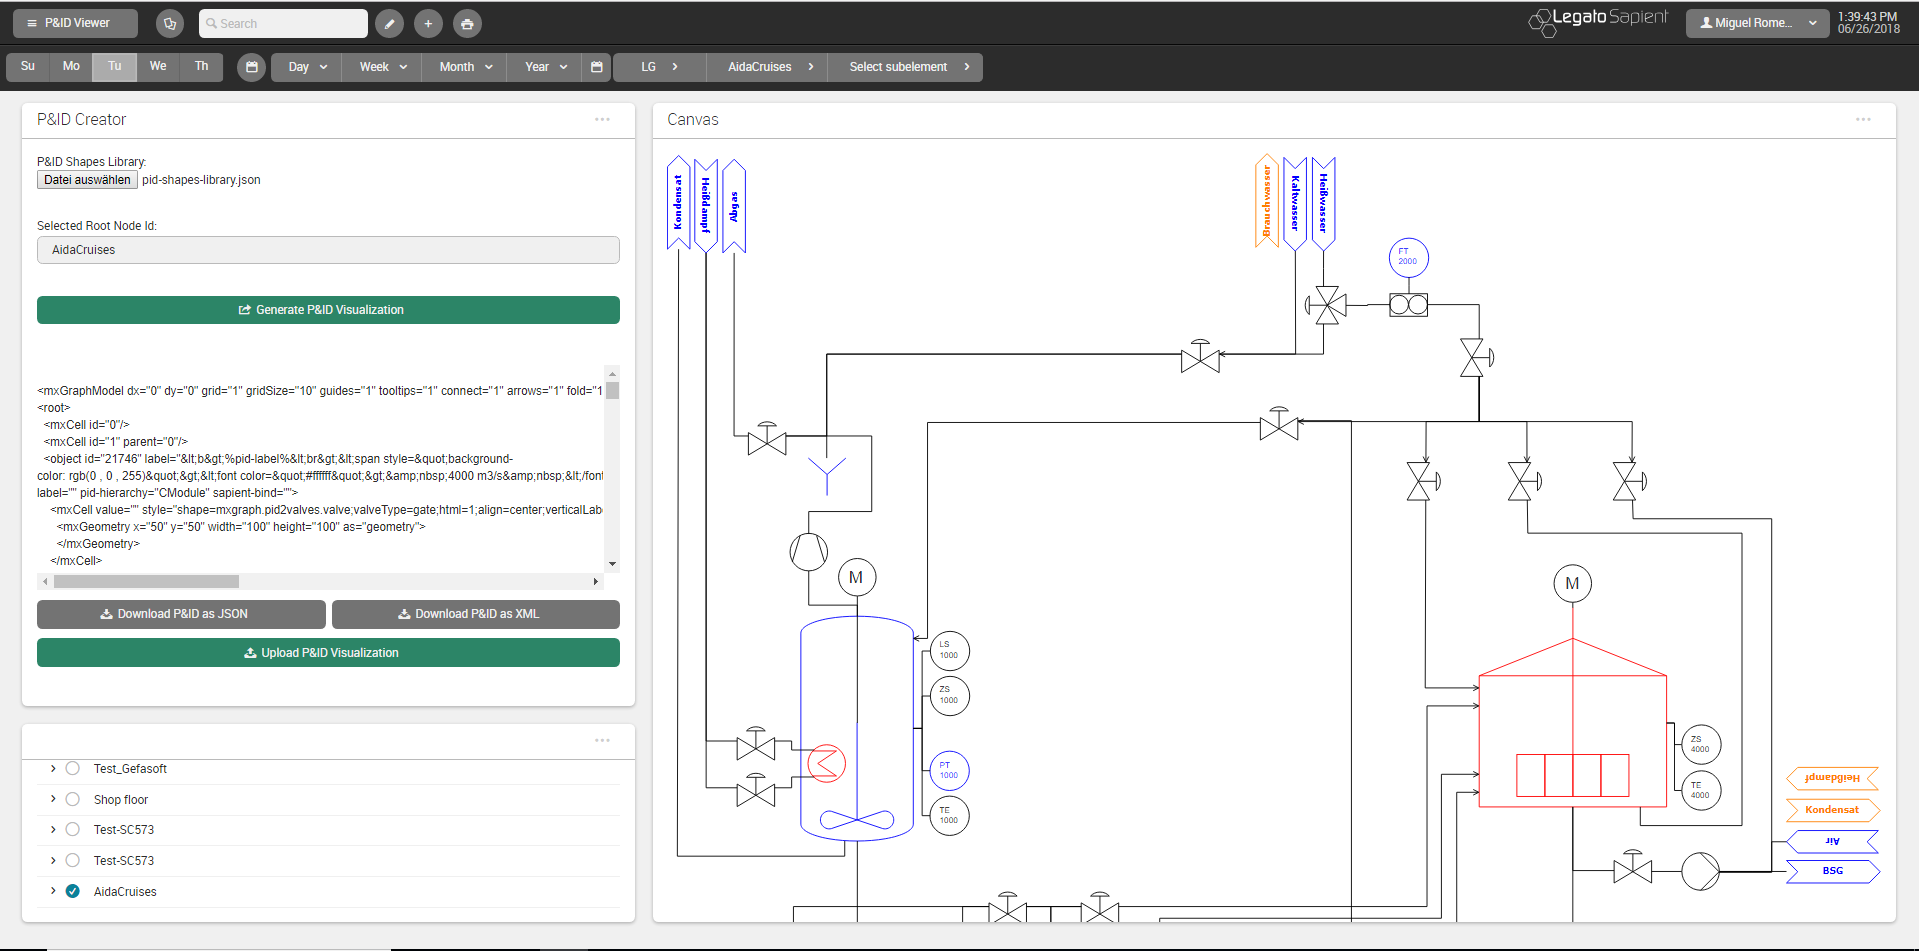 P&ID Viewer
Search
Legato Sapient
Miguel Rome...
1:39:43 PM
06/26/2018
Su Mo Tu We Th
Day Week Month Year
LG AidaCruises Select subelement
P&ID Creator
P&ID Shapes Library:
Datei auswählen pid-shapes-library.json
Selected Root Node Id:
AidaCruises
Generate P&ID Visualization
<mxGraphModel dx="0" dy="0" grid="1" gridSize="10" guides="1" tooltips="1" connect="1" arrows="1" fold="1
<root>
<mxCell id="0"/>
<mxCell id="1" parent="0"/>
<object id="21746" label="&lt;b&gt;%pid-label%&lt;br&gt;&lt;span style=&quot;background-
color: rgb(0 , 0 , 255)&quot;&gt;&lt;font color=&quot;#ffffff&quot;&gt;&amp;nbsp;4000 m3/s&amp;nbsp;&lt;/font
label="" pid-hierarchy="CModule" sapient-bind="">
<mxCell value="" style="shape=mxgraph.pid2valves.valve;valveType=gate;html=1;align=center;verticalLab
<mxGeometry x="50" y="50" width="100" height="100" as="geometry">
</mxGeometry>
</mxCell>
Download P&ID as JSON
Download P&ID as XML
Upload P&ID Visualization
Test_Gefasoft
Shop floor
Test-SC573
Test-SC573
AidaCruises
Canvas
Kondensat
Heißdampf
Abgas
Brauchwasser
Kaltwasser
Heißwasser
FT
2000
M
LS
1000
ZS
1000
PT
1000
TE
1000
M
ZS
4000
TE
4000
Heißdampf
Kondensat
Air
BSG